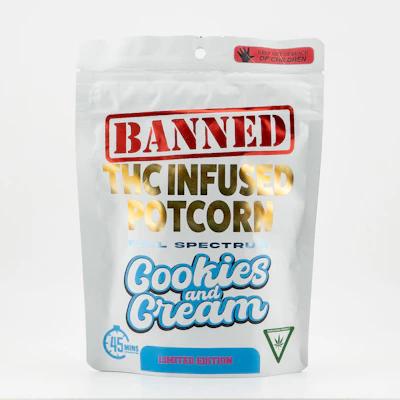 KEEP OUT OF REACH
OF CHILDREN
BANNED
THC INFUSED
POTCORN
FULL SPECTRUM
Cookies
and
Cream
45 MINS
LIMITED EDITION